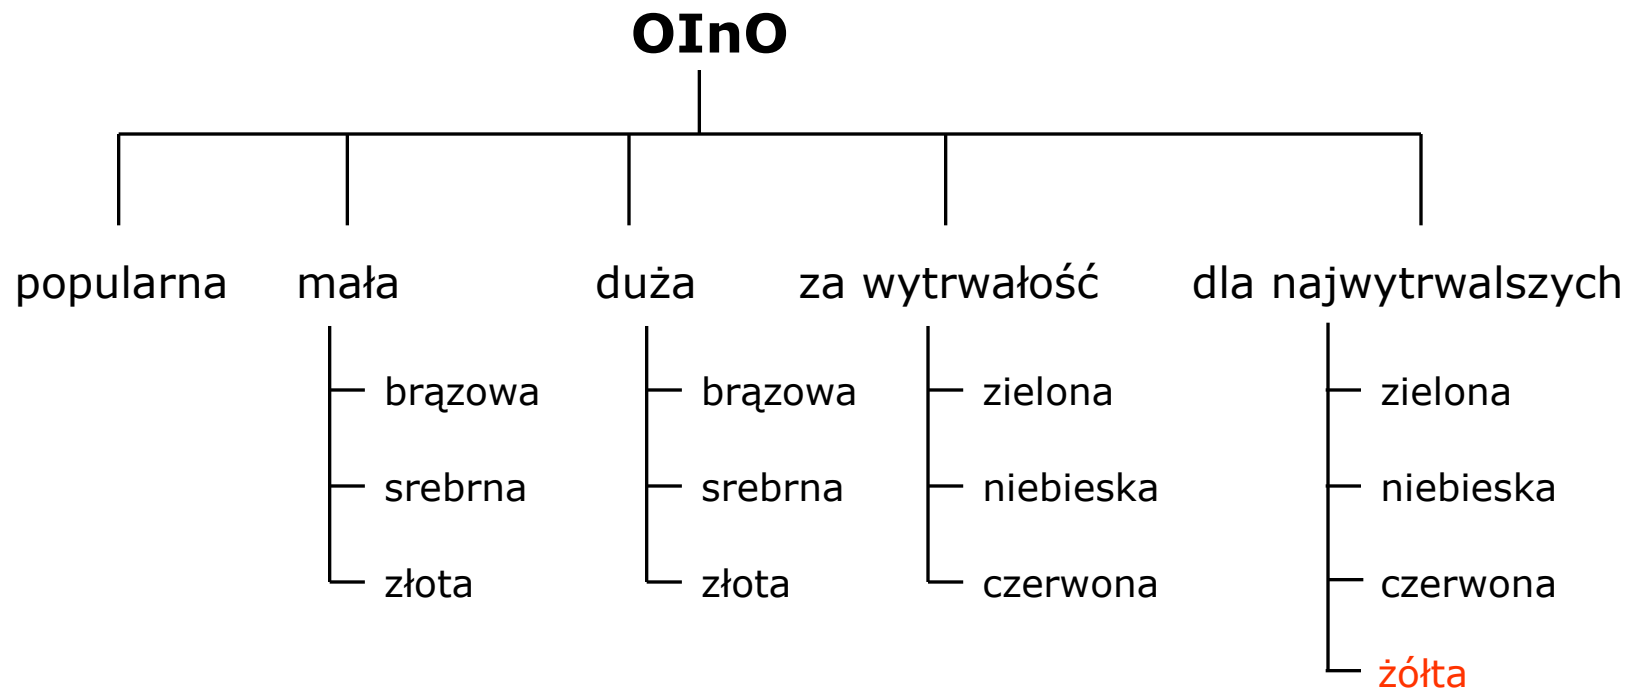 OInO
popularna
mała
brązowa
srebrna
złota
duża
brązowa
srebrna
złota
za wytrwałość
zielona
niebieska
czerwona
dla najwytrwalszych
zielona
niebieska
czerwona
żółta